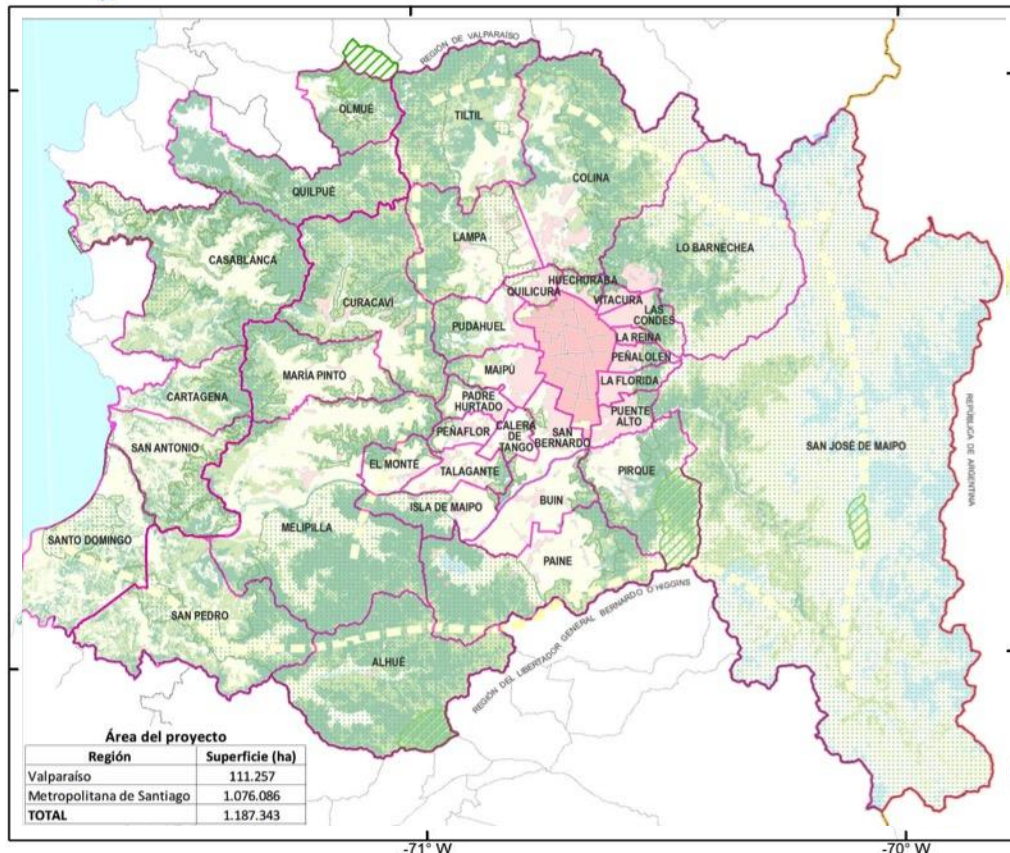 REGIÓN DE VALPARAÍSO
OLMUÉ
TILTIL
COLINA
QUILPUÉ
LAMPA
LO BARNECHEA
CASABLANCA
HUECHURABA
QUILICURA
VITACURA
CURACAVÍ
LAS
CONDES
PUDAHUEL
LA REINA
PEÑALOLÉN
MAIPÚ
MARÍA PINTO
LA FLORIDA
CARTAGENA
PADRE
HURTADO
PUENTE
ALTO
PEÑAFLOR
CALERA
DE
TANGO
SAN
BERNARDO
SAN ANTONIO
SAN JOSÉ DE MAIPO
REPÚBLICA DE ARGENTINA
EL MONTE
TALAGANTE
PIRQUE
ISLA DE MAIPO
BUIN
MELIPILLA
SANTO DOMINGO
PAINE
SAN PEDRO
REGIÓN DEL LIBERTADOR GENERAL BERNARDO O'HIGGINS
ALHUÉ
Área del proyecto
Región Superficie (ha)
Valparaíso 111.257
Metropolitana de Santiago 1.076.086
TOTAL 1.187.343
-71° W
-70° W